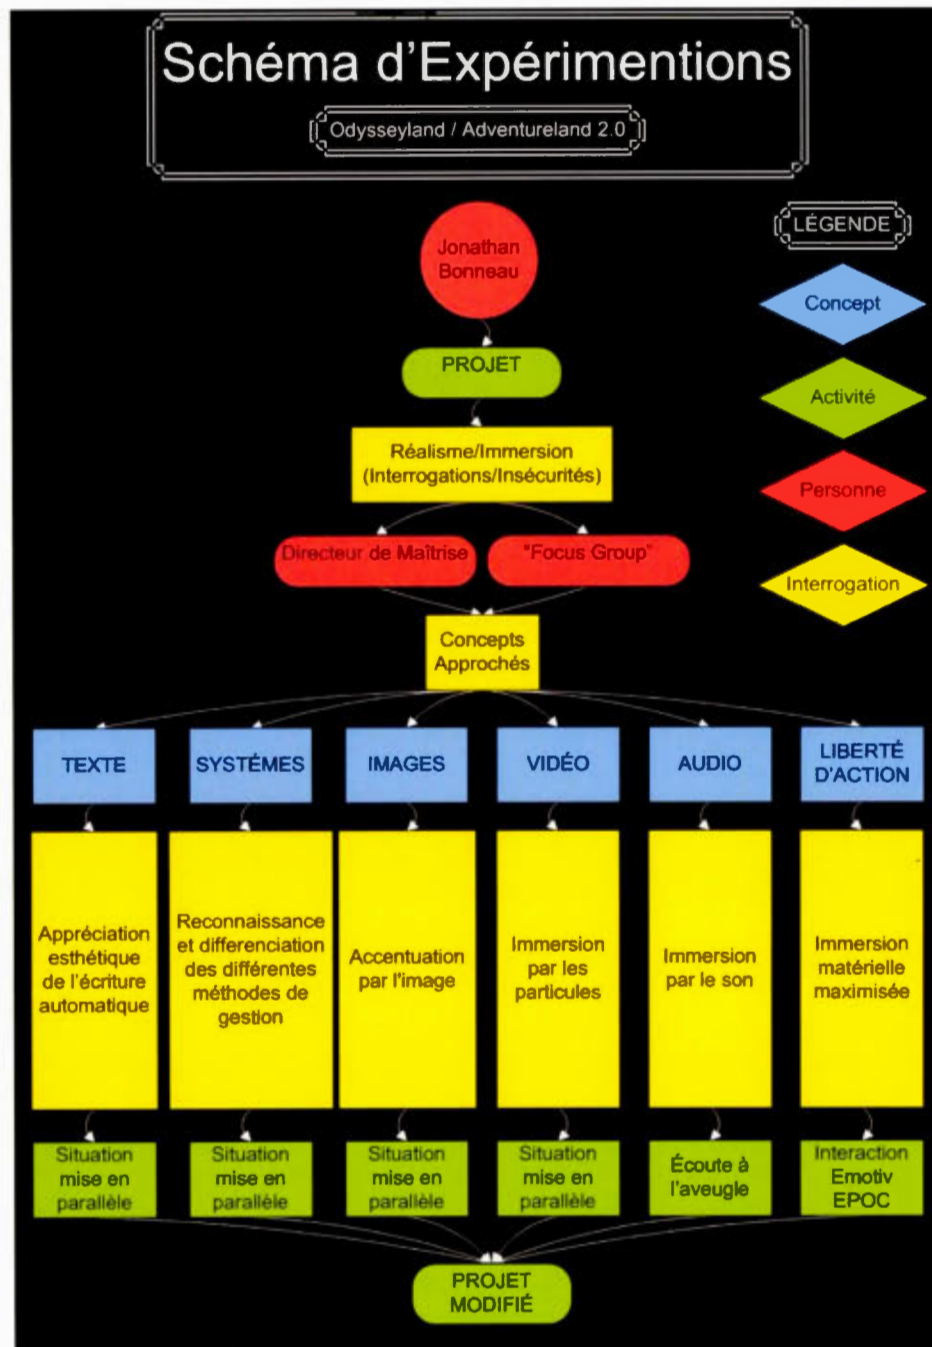 Schéma d'Expérimentions
Odysseyland / Adventureland 2.0
LÉGENDE
Concept
Activité
Personne
Interrogation
Jonathan
Bonneau
PROJET
Réalisme/Immersion
(Interrogations/Insécurités)
Directeur de Maîtrise
"Focus Group"
Concepts
Approchés
TEXTE
SYSTÉMES
IMAGES
VIDÉO
AUDIO
LIBERTÉ
D'ACTION
Appréciation
esthétique
de l'écriture
automatique
Reconnaissance
et differenciation
des différentes
méthodes de
gestion
Accentuation
par l'image
Immersion
par les
particules
Immersion
par le son
Immersion
matérielle
maximisée
Situation
mise en
parallèle
Situation
mise en
parallèle
Situation
mise en
parallèle
Situation
mise en
parallèle
Écoute à
l'aveugle
Interaction
Emotiv
EPOC
PROJET
MODIFIÉ